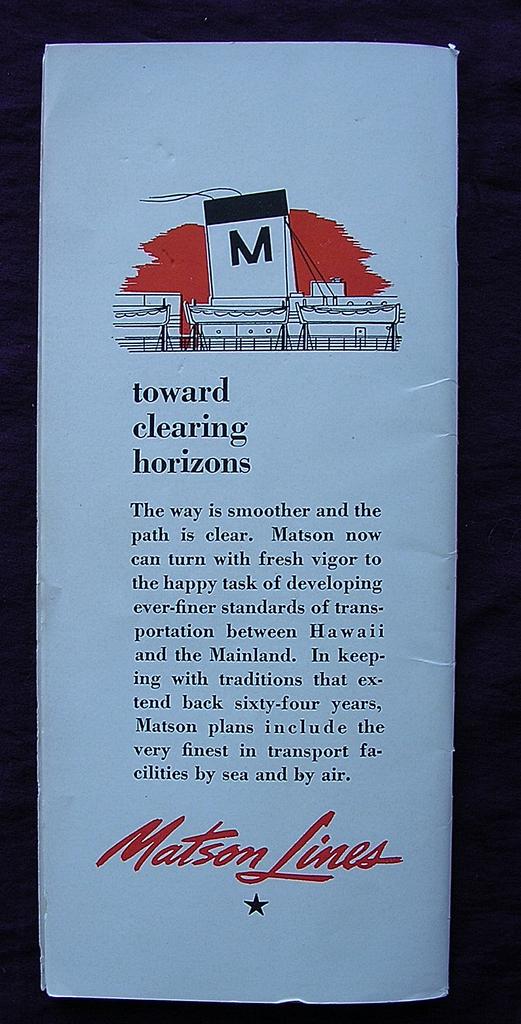 M
toward
clearing
horizons
The way is smoother and the
path is clear. Matson now
can turn with fresh vigor to
the happy task of developing
ever-finer standards of trans-
portation between Hawaii
and the Mainland. In keep-
ing with traditions that ex-
tend back sixty-four years,
Matson plans include the
very finest in transport fa-
cilities by sea and by air.
Matson Lines